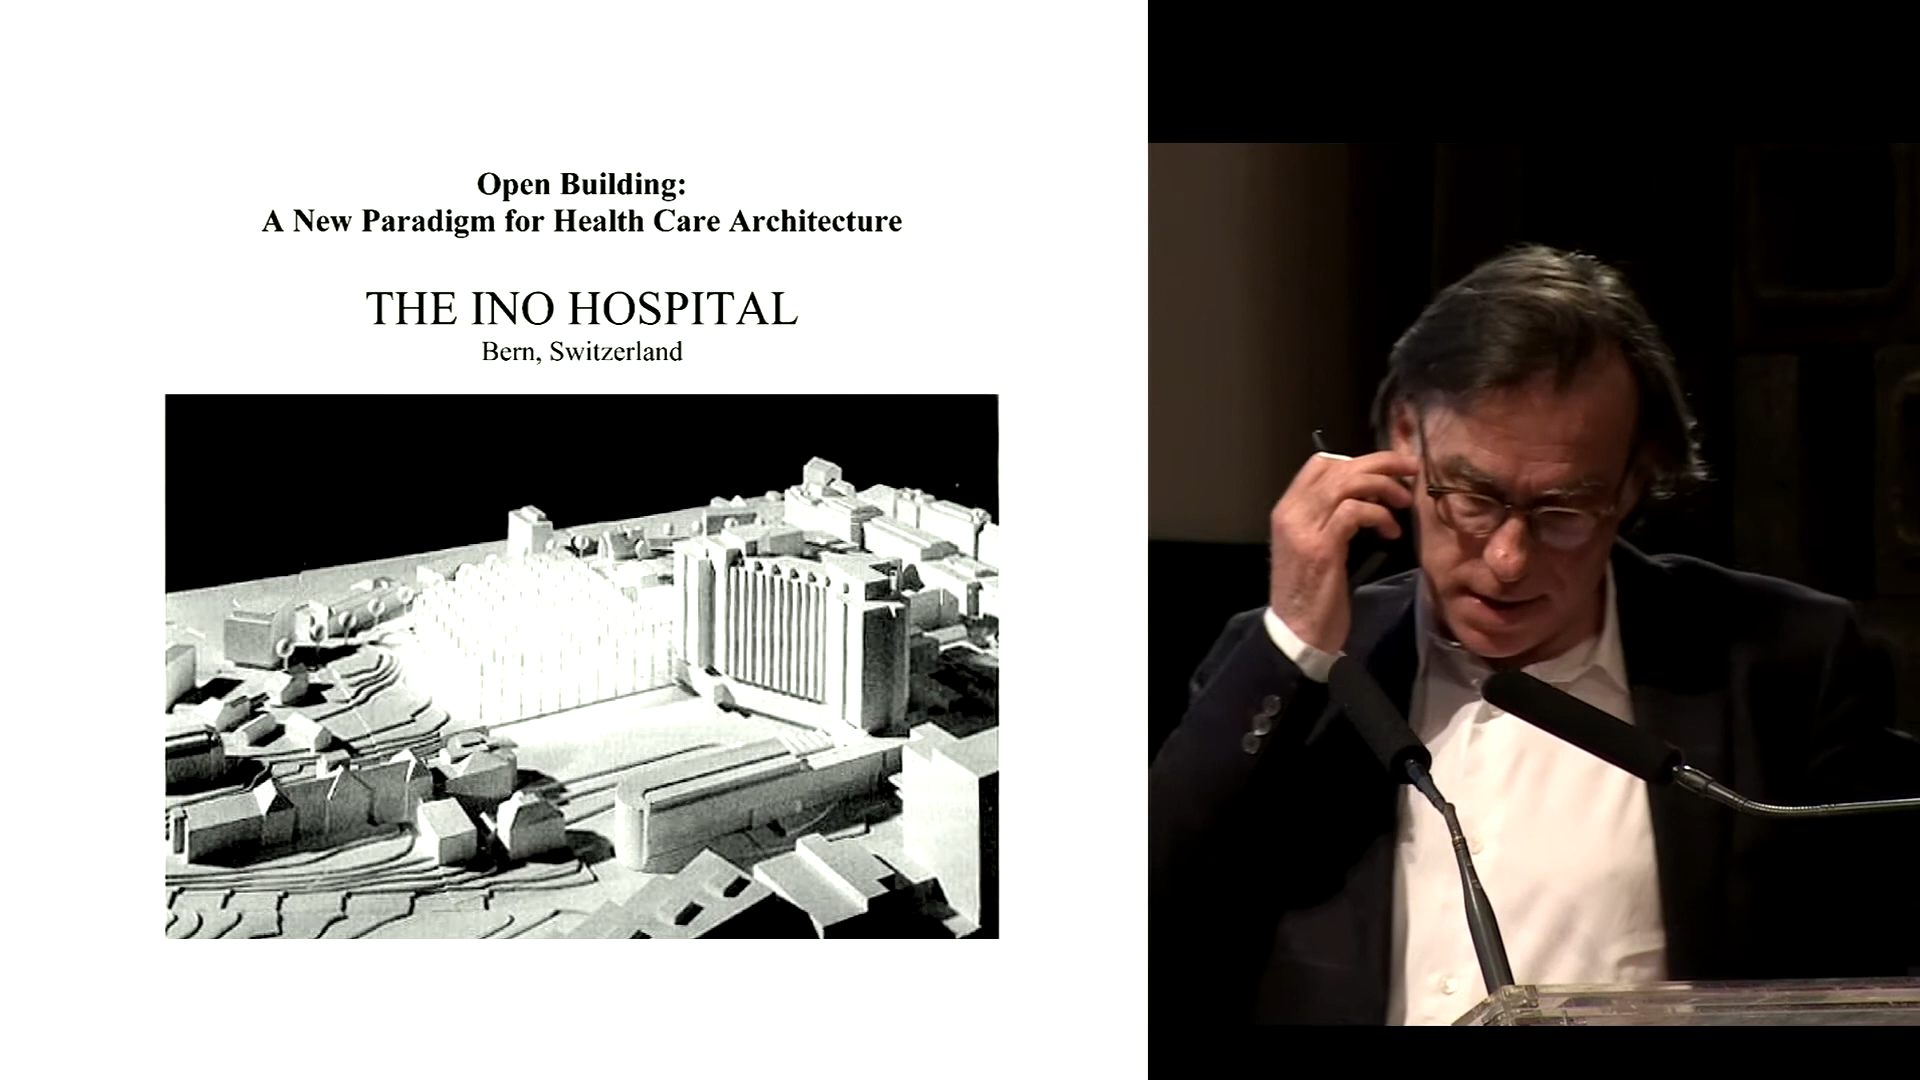 Open Building:
A New Paradigm for Health Care Architecture
THE INO HOSPITAL
Bern, Switzerland